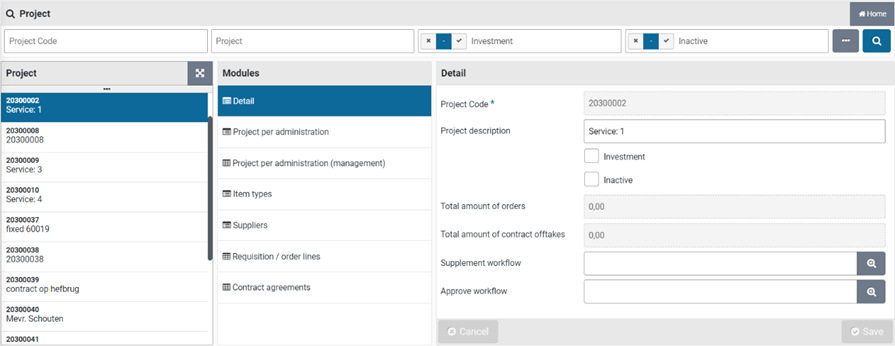 Project
Home
Project Code
Project
Investment
Inactive
Project
20300002
Service: 1
20300008
20300008
20300009
Service: 3
20300010
Service: 4
20300037
fixed 60019
20300038
20300038
20300039
contract op hefbrug
20300040
Mevr. Schouten
20300041
Modules
Detail
Project per administration
Project per administration (management)
Item types
Suppliers
Requisition / order lines
Contract agreements
Detail
Project Code *
20300002
Project description
Service: 1
Investment
Inactive
Total amount of orders
0,00
Total amount of contract offtakes
0,00
Supplement workflow
Approve workflow
Cancel
Save